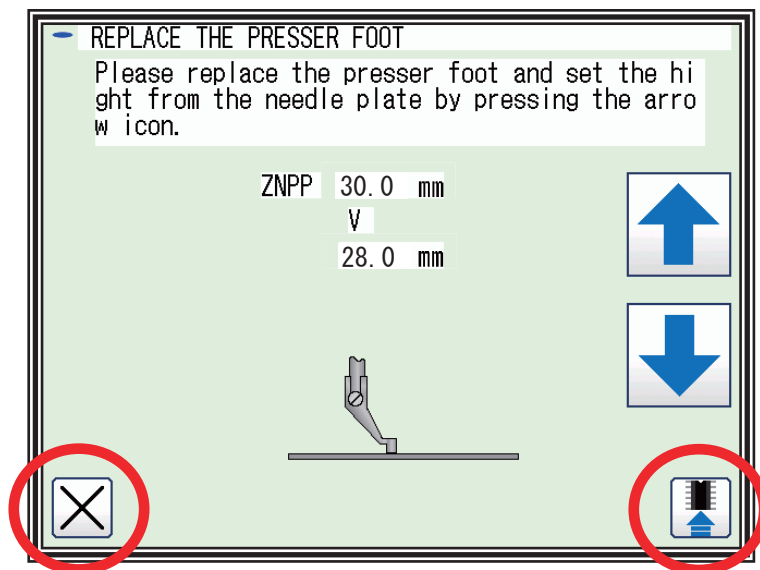 REPLACE THE PRESSER FOOT
Please replace the presser foot and set the hi
ght from the needle plate by pressing the arro
w icon.
ZNPP 30.0 mm
V
28.0 mm